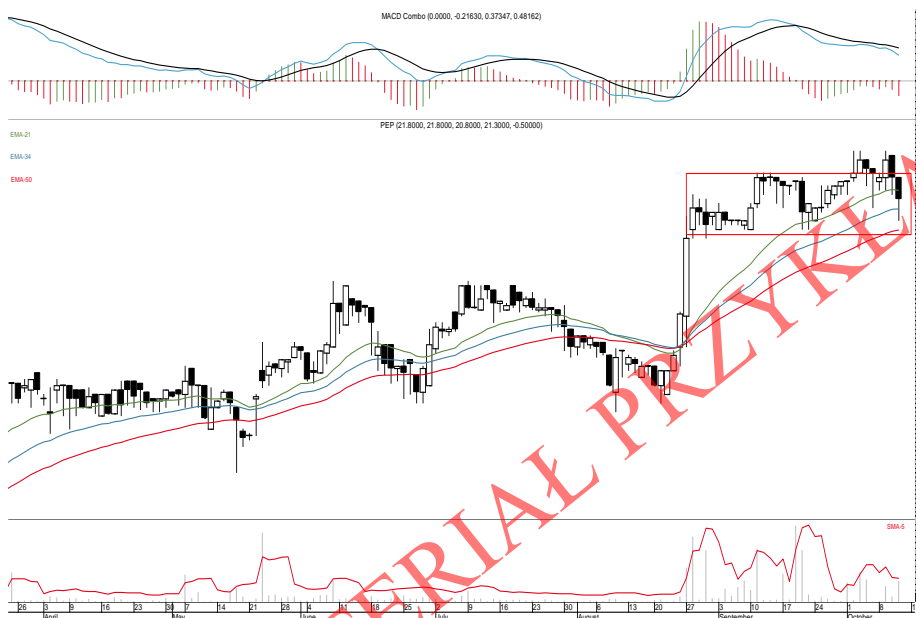 MACD Combo (0.0000, -0.21630, 0.37347, 0.48162)
PEP (21.8000, 21.8000, 20.8000, 21.3000, -0.50000)
EMA-21
EMA-34
EMA-50
MATERIAŁ PRZYKŁA
SMA-5
26 3 9 16 23 30 7 14 21 28 4 11 18 25 2 9 16 23 30 6 13 20 27 3 10 17 24 1 8 1
April May June July August September October